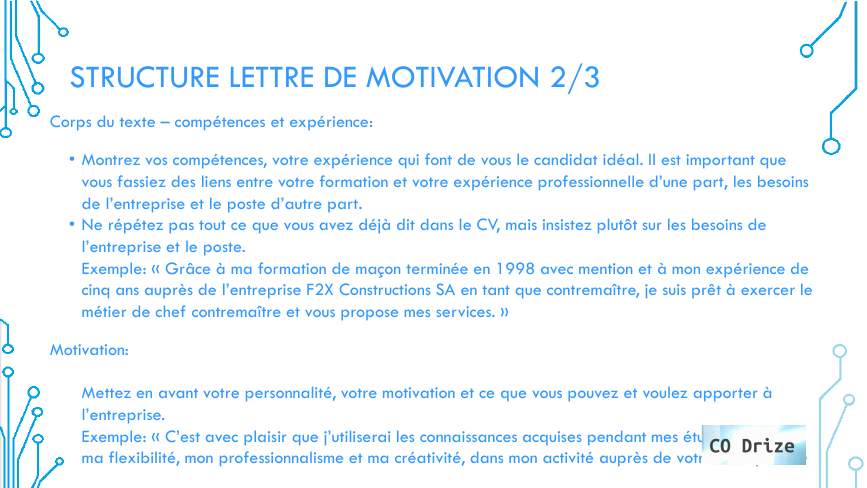 STRUCTURE LETTRE DE MOTIVATION 2/3
Corps du texte – compétences et expérience:
• Montrez vos compétences, votre expérience qui font de vous le candidat idéal. Il est important que
vous fassiez des liens entre votre formation et votre expérience professionnelle d'une part, les besoins
de l'entreprise et le poste d'autre part.
• Ne répétez pas tout ce que vous avez déjà dit dans le CV, mais insistez plutôt sur les besoins de
l'entreprise et le poste.
Exemple: « Grâce à ma formation de maçon terminée en 1998 avec mention et à mon expérience de
cinq ans auprès de l'entreprise F2X Constructions SA en tant que contremaître, je suis prêt à exercer le
métier de chef contremaître et vous propose mes services. »
Motivation:
Mettez en avant votre personnalité, votre motivation et ce que vous pouvez et voulez apporter à
l'entreprise.
Exemple: « C'est avec plaisir que j'utiliserai les connaissances acquises pendant mes
ma flexibilité, mon professionnalisme et ma créativité, dans mon activité auprès de
CO Drize